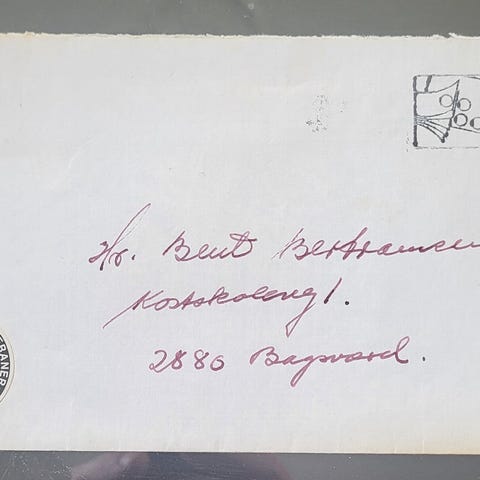 Hr. Bent Bertramsen
Kostskolevej 1.
2880 Bagsværd.